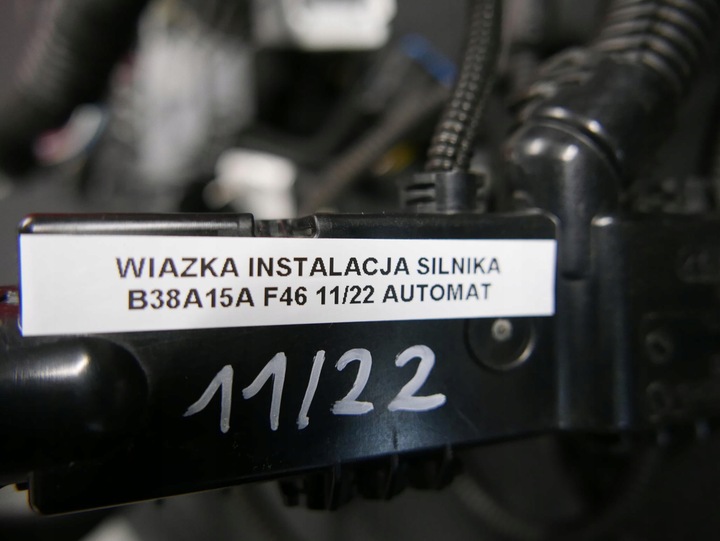 WIAZKA INSTALACJA SILNIKA
B38A15A F46 11/22 AUTOMAT
11/22